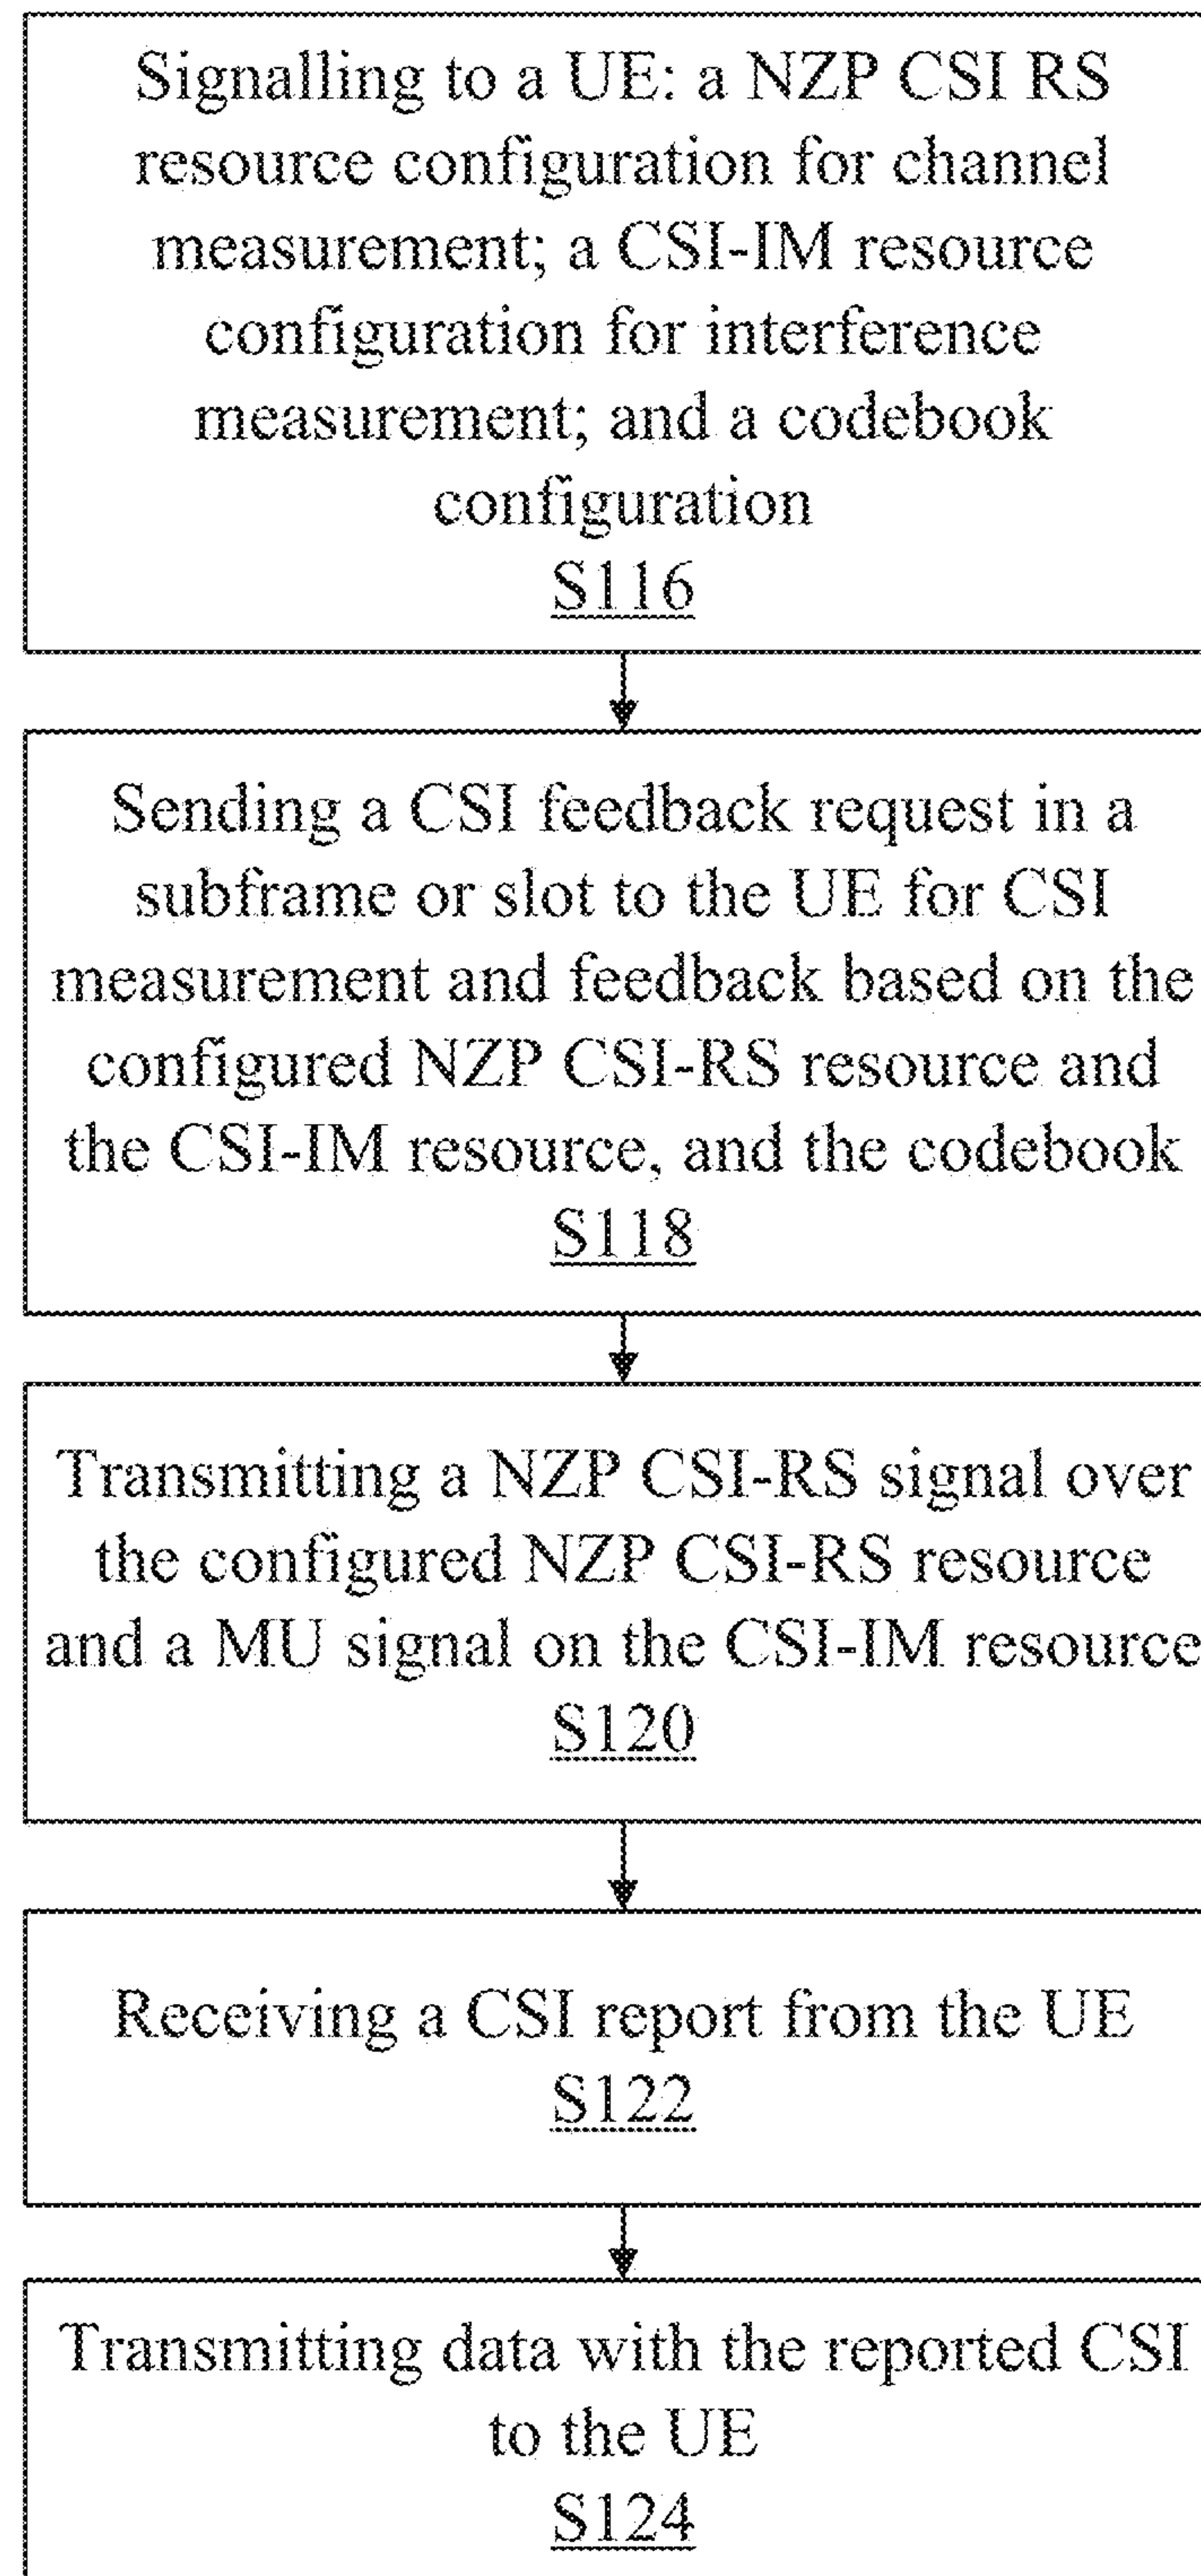 Signalling to a UE: a NZP CSI RS
resource configuration for channel
measurement; a CSI-IM resource
configuration for interference
measurement; and a codebook
configuration
S116
Sending a CSI feedback request in a
subframe or slot to the UE for CSI
measurement and feedback based on the
configured NZP CSI-RS resource and
the CSI-IM resource, and the codebook
S118
Transmitting a NZP CSI-RS signal over
the configured NZP CSI-RS resource
and a MU signal on the CSI-IM resource
S120
Receiving a CSI report from the UE
S122
Transmitting data with the reported CSI
to the UE
S124